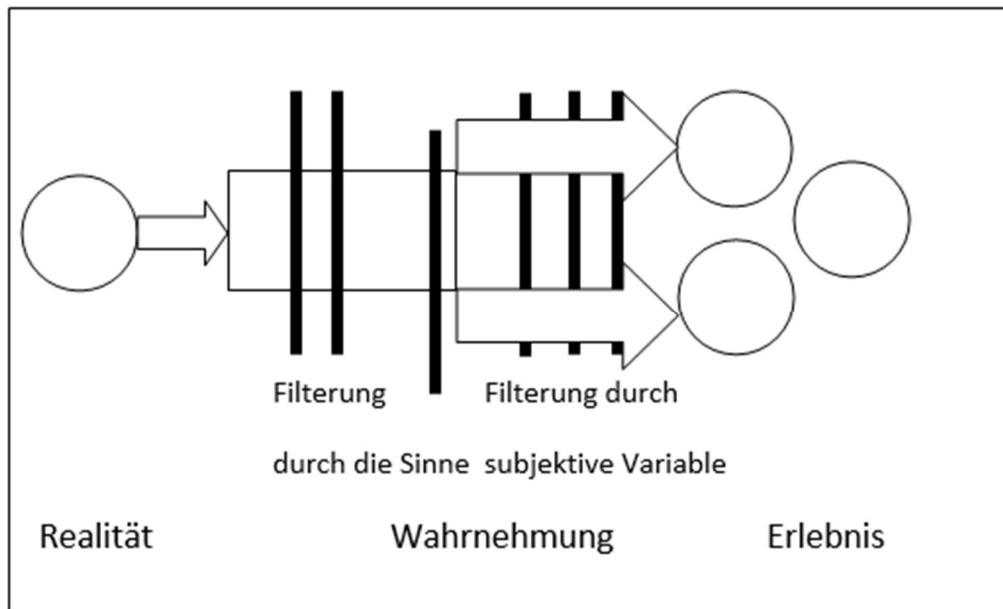 Filterung Filterung durch
durch die Sinne subjektive Variable
Realität Wahrnehmung Erlebnis